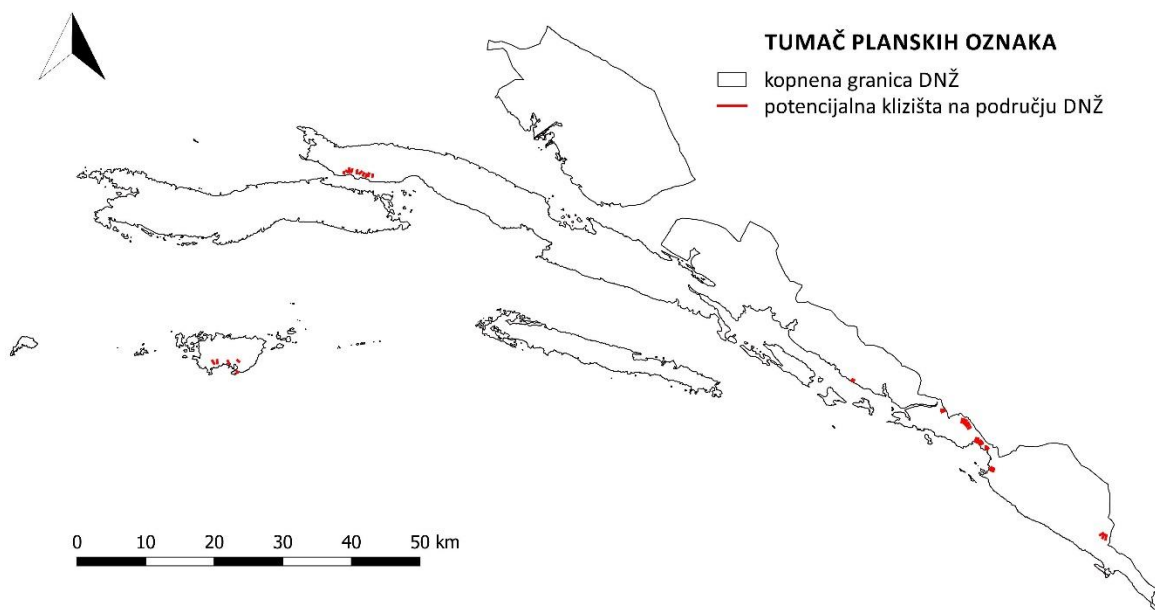 TUMAČ PLANSKIH OZNAKA
kopnena granica DNŽ
potencijalna klizišta na području DNŽ
0 10 20 30 40 50 km